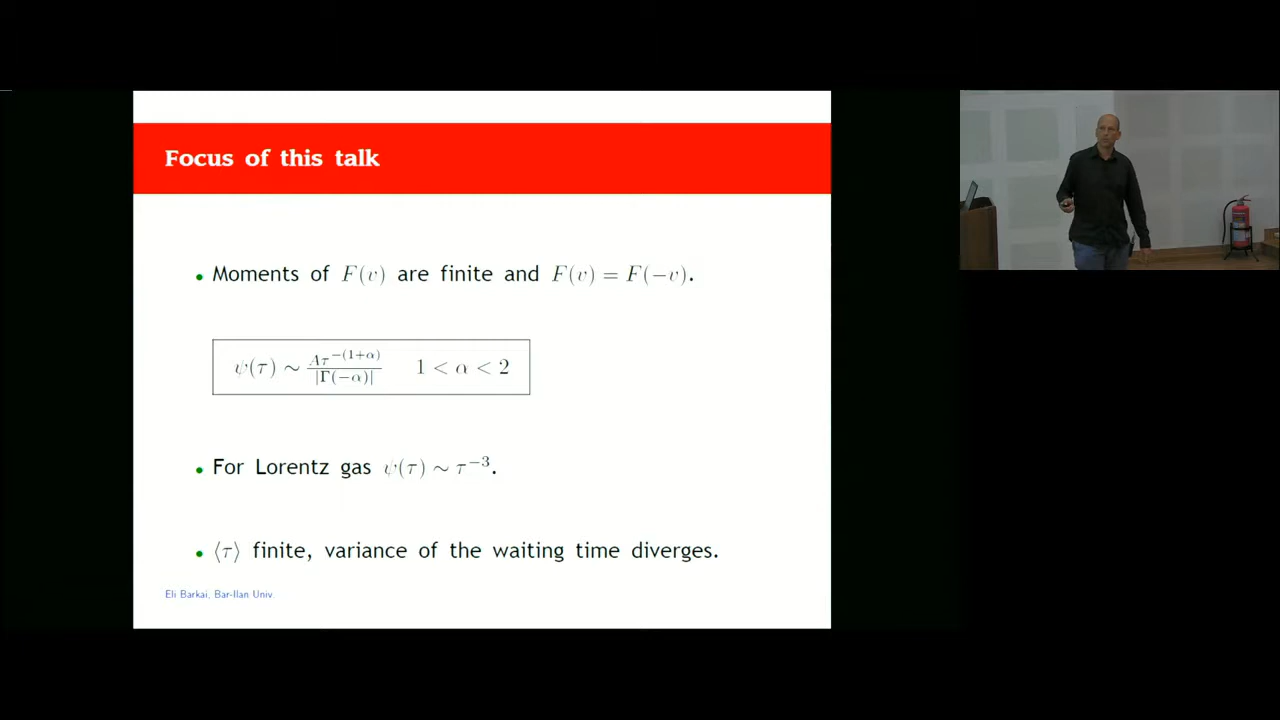 Focus of this talk
• Moments of F(v) are finite and F(v) = F(−v).
ψ(τ) ∼ Aτ^{−(1+α)} / |Γ(−α)|  1 < α < 2
• For Lorentz gas ψ(τ) ∼ τ^{−3}.
• ⟨τ⟩ finite, variance of the waiting time diverges.
Eli Barkai, Bar-Ilan Univ.